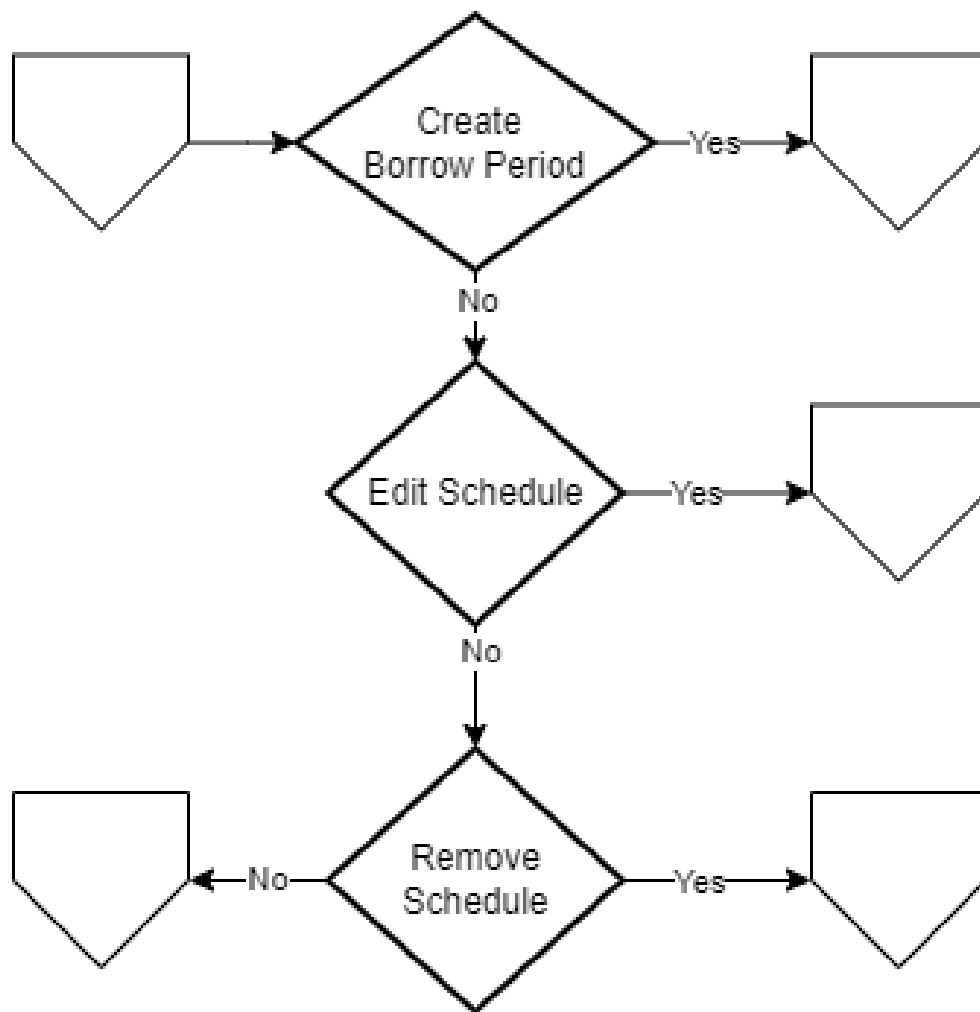 Create
Borrow Period
Yes
No
Edit Schedule
Yes
No
Remove
Schedule
No
Yes